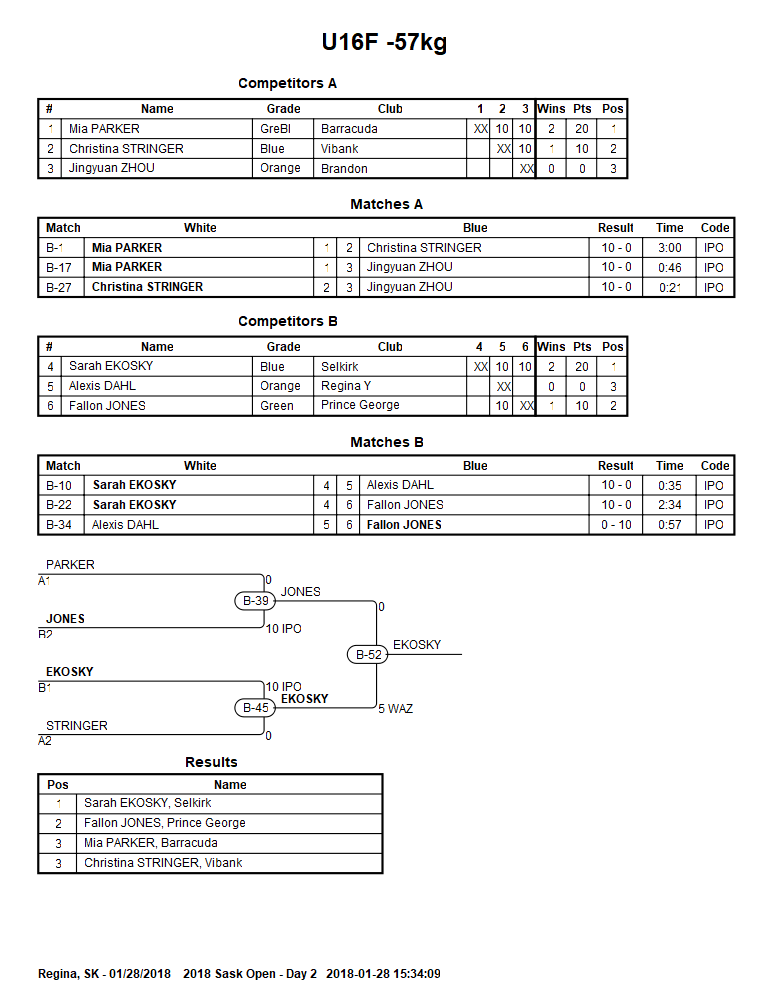 U16F -57kg
Competitors A
# Name Grade Club 1 2 3 Wins Pts Pos
1 Mia PARKER GreBl Barracuda XX 10 10 2 20 1
2 Christina STRINGER Blue Vibank XX 10 1 10 2
3 Jingyuan ZHOU Orange Brandon XX 0 0 3
Matches A
Match White Blue Result Time Code
B-1 Mia PARKER 1 2 Christina STRINGER 10 - 0 3:00 IPO
B-17 Mia PARKER 1 3 Jingyuan ZHOU 10 - 0 0:46 IPO
B-27 Christina STRINGER 2 3 Jingyuan ZHOU 10 - 0 0:21 IPO
Competitors B
# Name Grade Club 4 5 6 Wins Pts Pos
4 Sarah EKOSKY Blue Selkirk XX 10 10 2 20 1
5 Alexis DAHL Orange Regina Y XX 0 0 3
6 Fallon JONES Green Prince George 10 XX 1 10 2
Matches B
Match White Blue Result Time Code
B-10 Sarah EKOSKY 4 5 Alexis DAHL 10 - 0 0:35 IPO
B-22 Sarah EKOSKY 4 6 Fallon JONES 10 - 0 2:34 IPO
B-34 Alexis DAHL 5 6 Fallon JONES 0 - 10 0:57 IPO
PARKER
A1 0
JONES
B-39 0
JONES
B2 10 IPO
EKOSKY
B-52
EKOSKY
B1 10 IPO
EKOSKY
B-45 5 WAZ
STRINGER
A2 0
Results
Pos Name
1 Sarah EKOSKY, Selkirk
2 Fallon JONES, Prince George
3 Mia PARKER, Barracuda
3 Christina STRINGER, Vibank
Regina, SK - 01/28/2018 2018 Sask Open - Day 2 2018-01-28 15:34:09